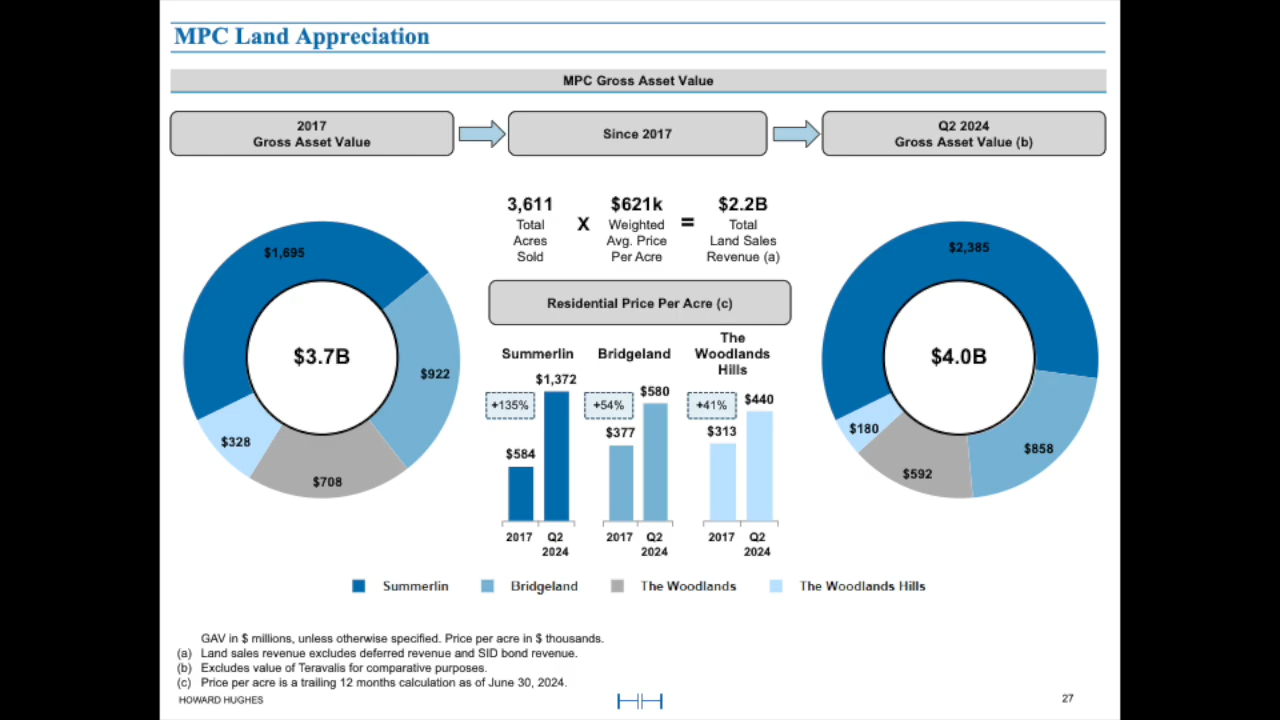 MPC Land Appreciation
MPC Gross Asset Value
2017
Gross Asset Value
Since 2017
Q2 2024
Gross Asset Value (b)
3,611
Total
Acres
Sold
X
$621k
Weighted
Avg. Price
Per Acre
=
$2.2B
Total
Land Sales
Revenue (a)
$1,695
$922
$708
$328
$3.7B
Residential Price Per Acre (c)
Summerlin
+135%
$584
$1,372
2017
Q2
2024
Bridgeland
+54%
$377
$580
2017
Q2
2024
The
Woodlands
Hills
+41%
$313
$440
2017
Q2
2024
$2,385
$858
$592
$180
$4.0B
Summerlin
Bridgeland
The Woodlands
The Woodlands Hills
GAV in $ millions, unless otherwise specified. Price per acre in $ thousands.
(a) Land sales revenue excludes deferred revenue and SID bond revenue.
(b) Excludes value of Teravalis for comparative purposes.
(c) Price per acre is a trailing 12 months calculation as of June 30, 2024.
HOWARD HUGHES
27